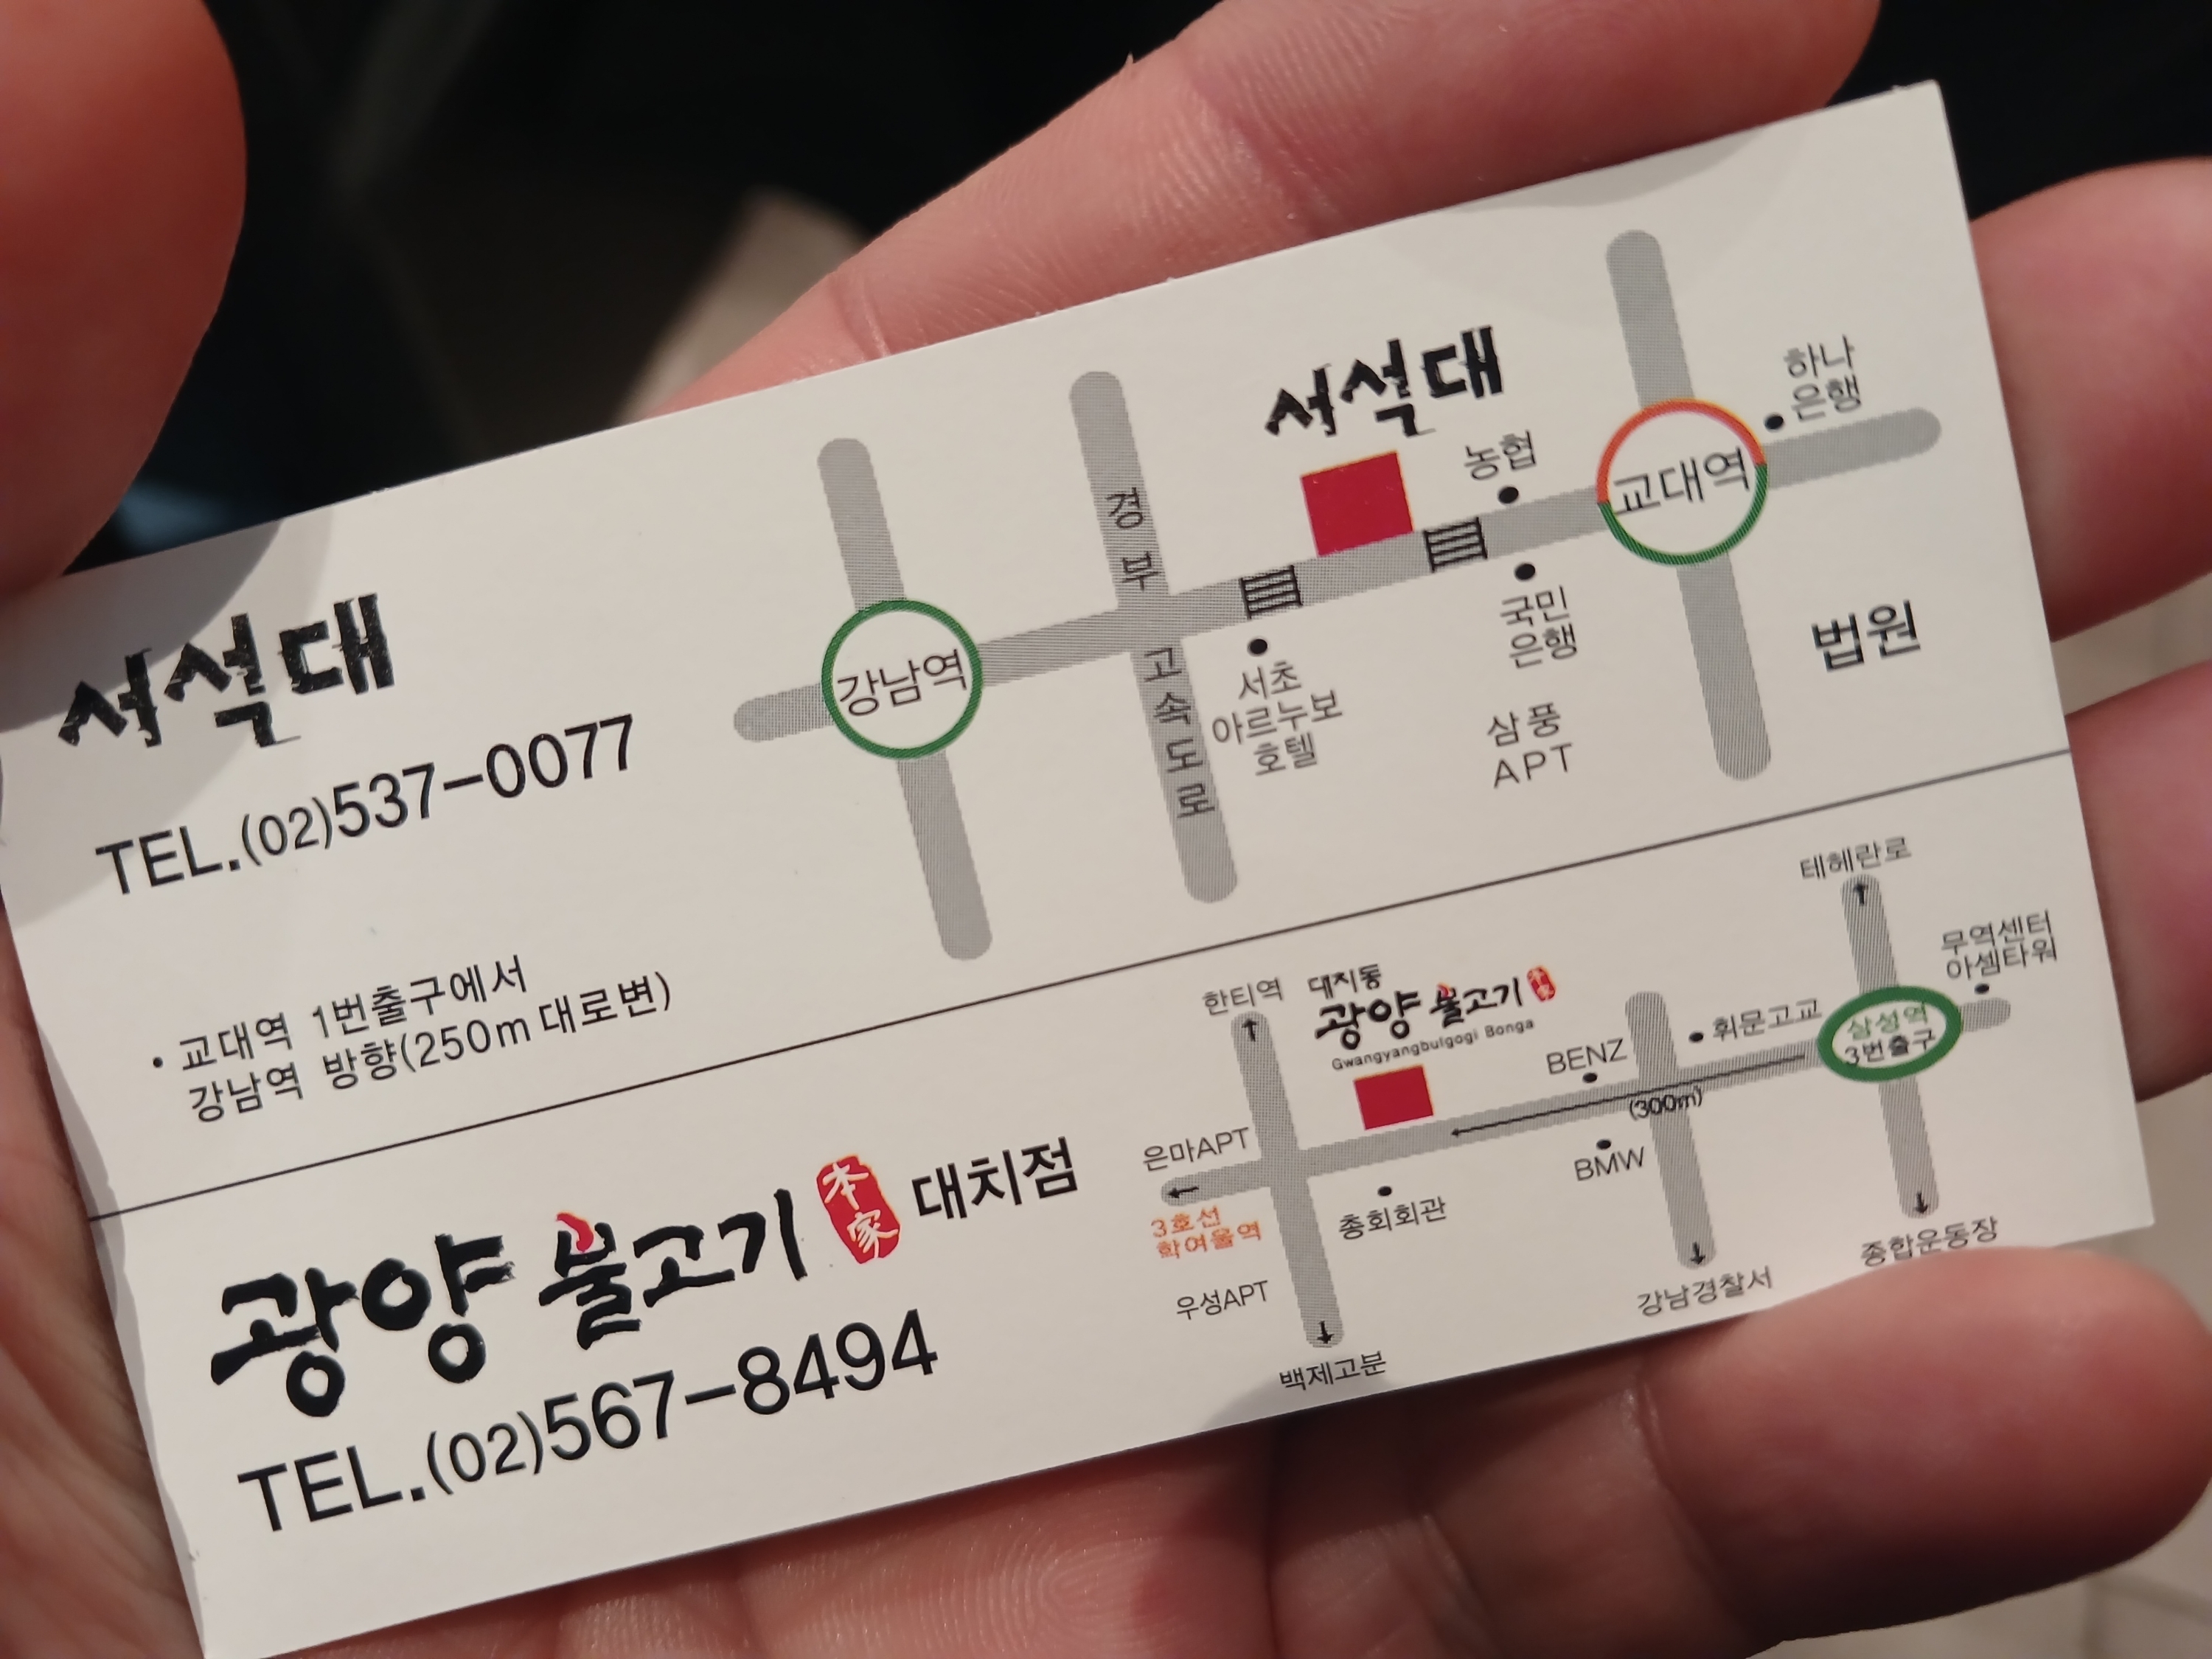 서석대
TEL.(02)537-0077
• 교대역 1번출구에서
강남역 방향(250m 대로변)
서석대
강남역
경부고속도로
농협
교대역
하나
은행
서초
아르누보
호텔
국민
은행
삼풍
APT
법원
광양불고기 本家 대치점
TEL.(02)567-8494
한티역
대치동
광양불고기 本家
Gwangyangbulgogi Bonga
은마APT
3호선
학여울역
우성APT
백제고분
총회회관
BENZ
(300m)
BMW
강남경찰서
휘문고교
테헤란로
무역센터
아셈타워
삼성역
3번출구
종합운동장